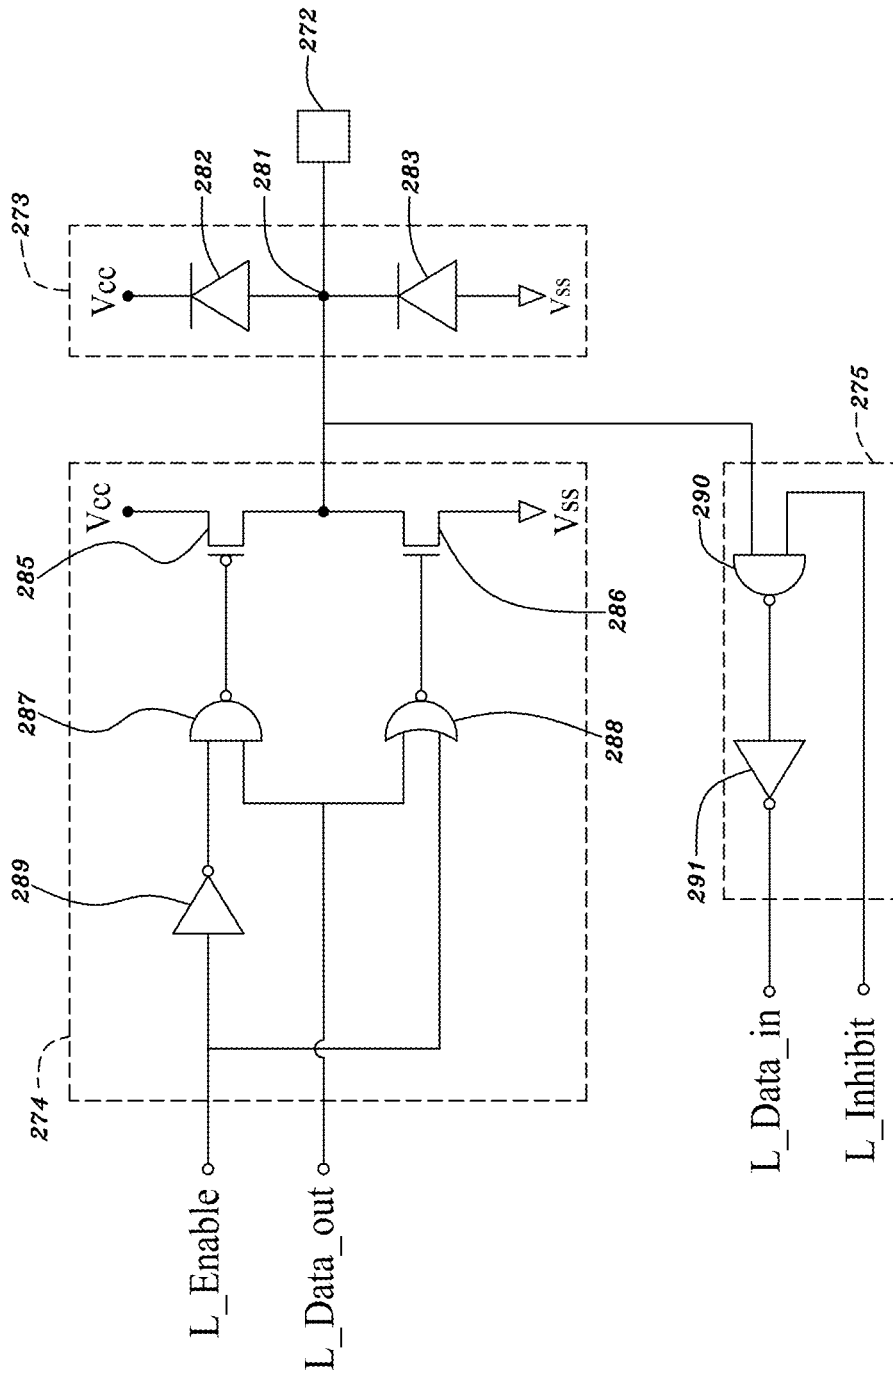 272
273
282
281
283
Vcc
Vss
274
285
286
287
288
289
Vcc
Vss
275
290
291
L_Enable
L_Data_out
L_Data_in
L_Inhibit